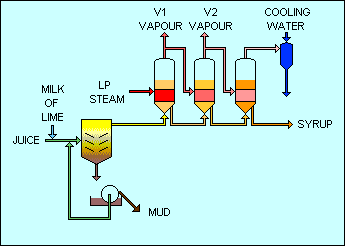 V1
VAPOUR
V2
VAPOUR
COOLING
WATER
LP
STEAM
MILK
OF
LIME
JUICE
SYRUP
MUD